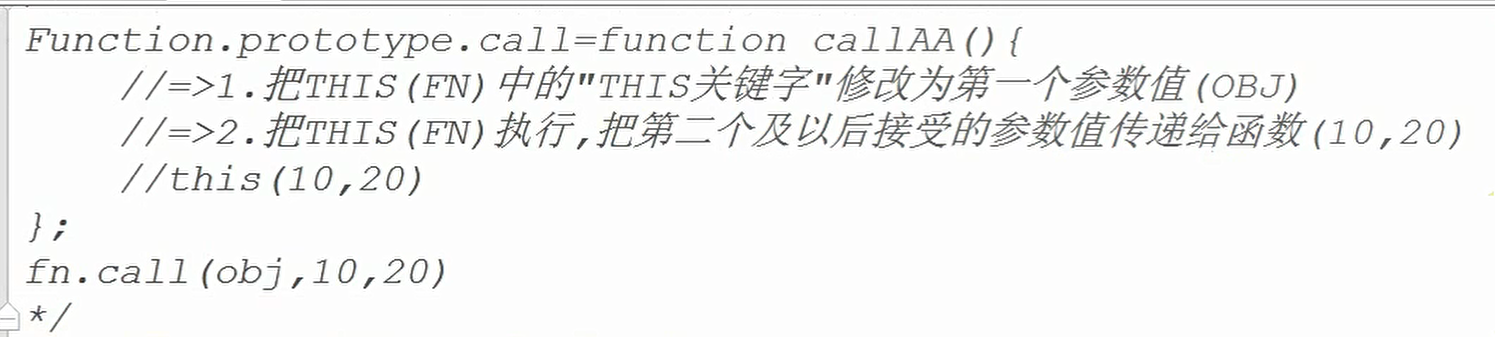 Function.prototype.call=function callAA(){
//=>1.把THIS(FN)中的"THIS关键字"修改为第一个参数值(OBJ)
//=>2.把THIS(FN)执行,把第二个及以后接受的参数值传递给函数(10,20)
//this(10,20)
};
fn.call(obj,10,20)
*/